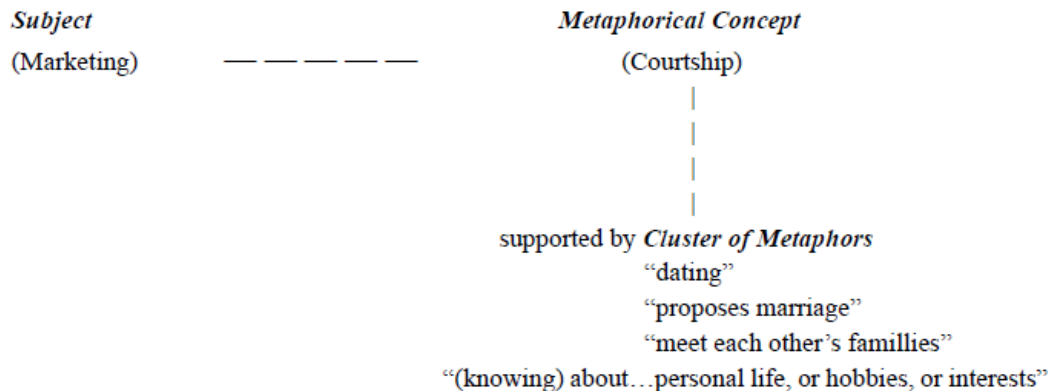 Subject Metaphorical Concept
(Marketing) — — — — — (Courtship)
supported by Cluster of Metaphors
“dating”
“proposes marriage”
“meet each other’s famillies”
“(knowing) about…personal life, or hobbies, or interests”